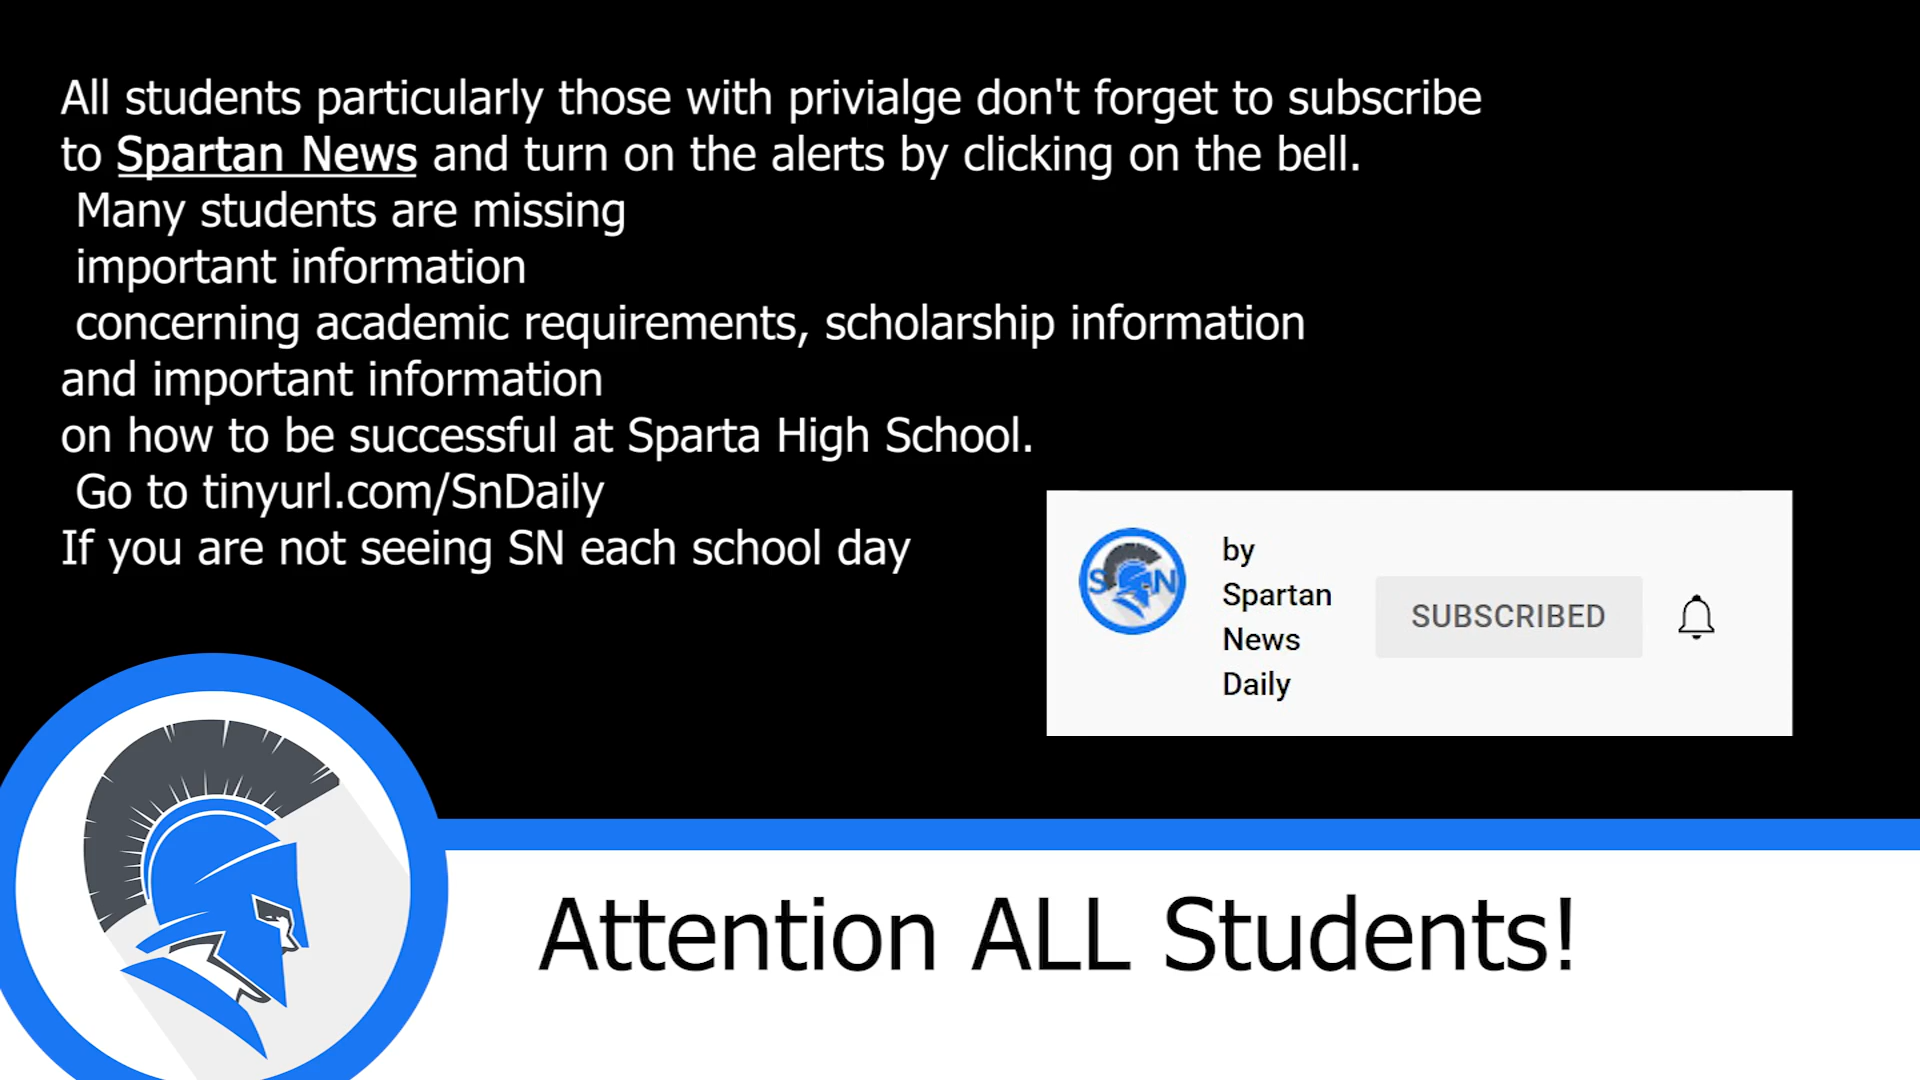 All students particularly those with privialge don't forget to subscribe
to Spartan News and turn on the alerts by clicking on the bell.
Many students are missing
important information
concerning academic requirements, scholarship information
and important information
on how to be successful at Sparta High School.
Go to tinyurl.com/SnDaily
If you are not seeing SN each school day
S N
by
Spartan
News
Daily
SUBSCRIBED
Attention ALL Students!